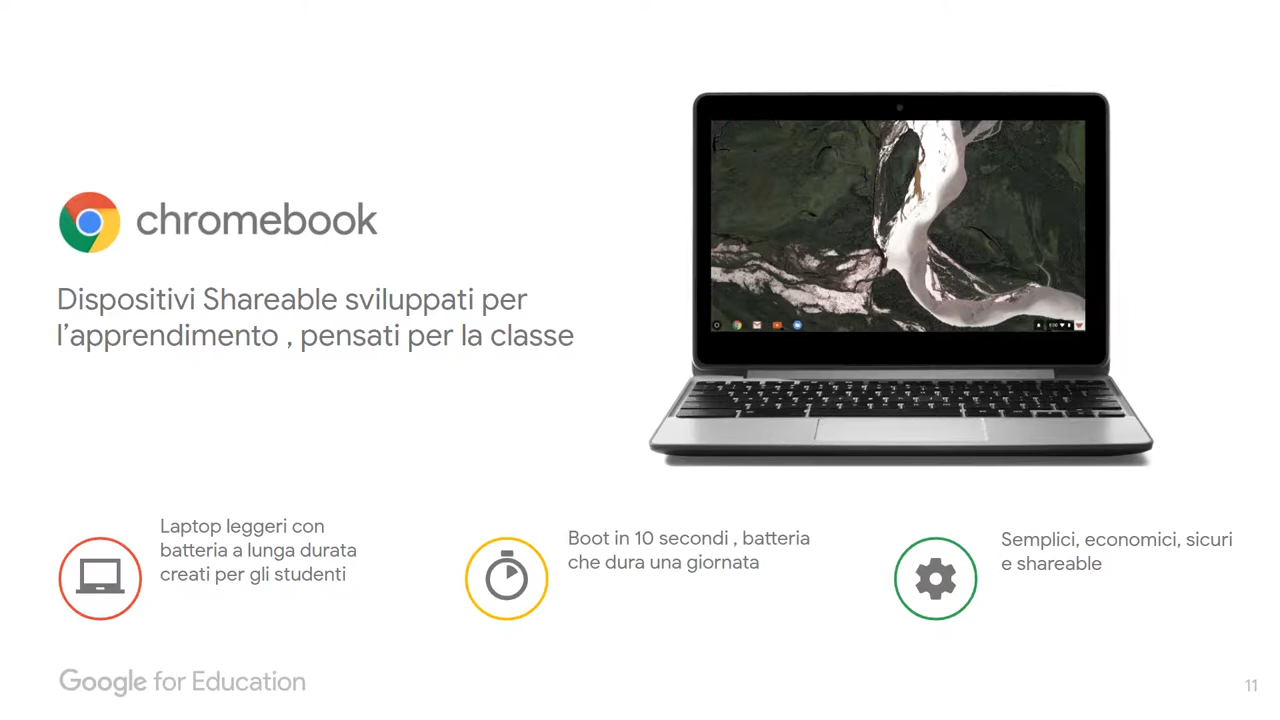 chromebook
Dispositivi Shareable sviluppati per
l’apprendimento , pensati per la classe
Laptop leggeri con
batteria a lunga durata
creati per gli studenti
Boot in 10 secondi , batteria
che dura una giornata
Semplici, economici, sicuri
e shareable
Google for Education
11